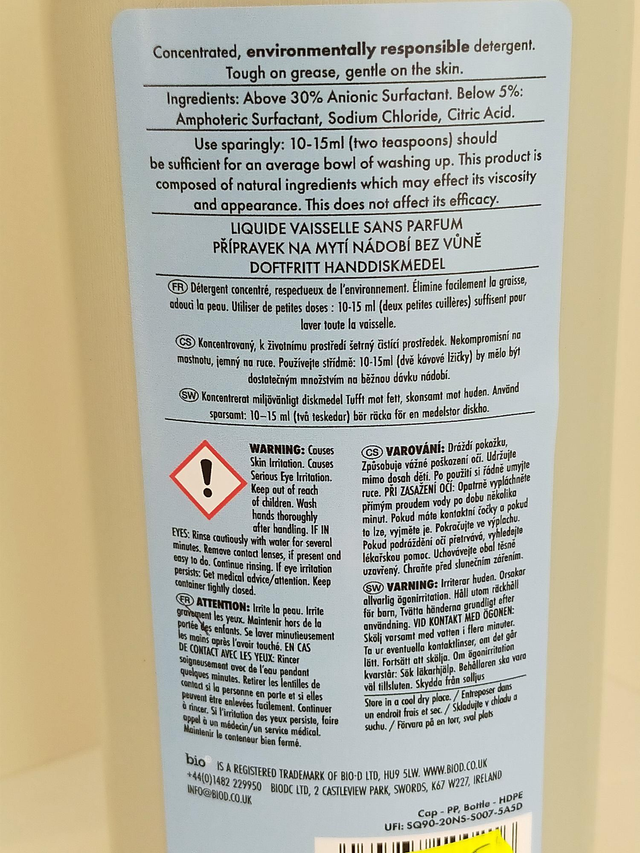 Concentrated, environmentally responsible detergent.
Tough on grease, gentle on the skin.
Ingredients: Above 30% Anionic Surfactant. Below 5%:
Amphoteric Surfactant, Sodium Chloride, Citric Acid.
Use sparingly: 10-15ml (two teaspoons) should
be sufficient for an average bowl of washing up. This product is
composed of natural ingredients which may effect its viscosity
and appearance. This does not affect its efficacy.
LIQUIDE VAISSELLE SANS PARFUM
PŘÍPRAVEK NA MYTÍ NÁDOBÍ BEZ VŮNĚ
DOFTFRITT HANDDISKMEDEL
FR Détergent concentré, respectueux de l'environnement. Élimine facilement la graisse,
adouci la peau. Utiliser de petites doses : 10-15 ml (deux petites cuillères) suffisent pour
laver toute la vaisselle.
CS Koncentrovaný, k životnímu prostředí šetrný čistící prostředek. Nekompromisní na
mastnotu, jemný na ruce. Používejte střídmě: 10-15ml (dvě kávové lžičky) by mělo být
dostatečným množstvím na běžnou dávku nádobí.
SW Koncentrerat miljövänligt diskmedel Tufft mot fett, skonsamt mot huden. Använd
sparsamt: 10–15 ml (två teskedar) bör räcka för en medelstor diskho.
WARNING: Causes
Skin Irritation. Causes
Serious Eye Irritation.
Keep out of reach
of children. Wash
hands thoroughly
after handling. IF IN
EYES: Rinse cautiously with water for several
minutes. Remove contact lenses, if present and
easy to do. Continue rinsing. If eye irritation
persists: Get medical advice/attention. Keep
container tightly closed.
FR ATTENTION: Irrite la peau. Irrite
gravement les yeux. Maintenir hors de la
portée des enfants. Se laver minutieusement
les mains après l'avoir touché. EN CAS
DE CONTACT AVEC LES YEUX: Rincer
soigneusement avec de l'eau pendant
quelques minutes. Retirer les lentilles de
contact si la personne en porte et si elles
peuvent être enlevées facilement. Continuer
à rincer. Si l'irritation des yeux persiste, faire
appel à un médecin/un service médical.
Maintenir le conteneur bien fermé.
CS VAROVÁNÍ: Dráždí pokožku,
Způsobuje vázné poškození očí. Udržujte
mimo dosah dětí. Po použití si řádně umyjte
ruce. PŘI ZASAŽENÍ OČÍ: Opatrně vypláchněte
přímým proudem vody po dobu několika
minut. Pokud máte kontaktní čočky a pokud
to lze, vyjměte je. Pokračujte ve výplachu.
Pokud podráždění očí přetrvává, vyhledejte
lékařskou pomoc. Uchovávejte obal těsně
uzavřený. Chraňte před slunečním zářením.
SW VARNING: Irriterar huden. Orsakar
allvarlig ögonirritation. Håll utom räckhåll
för barn, Tvätta händerna grundligt efter
användning. VID KONTAKT MED ÖGONEN:
Skölj varsamt med vatten i flera minuter.
Ta ur eventuella kontaktlinser, om det går
lätt. Fortsätt att skölja. Om ögonirritation
kvarstår: Sök läkarhjälp. Behållaren ska vara
väl tillsluten. Skydda från solljus
Store in a cool dry place. / Entreposer dans
un endroit frais et sec. / Skladujte v chladu a
suchu. / Förvara på en torr, sval plats
bio IS A REGISTERED TRADEMARK OF BIO-D LTD, HU9 5LW. WWW.BIOD.CO.UK
+44(0)1482 229950 BIODC LTD, 2 CASTLEVIEW PARK, SWORDS, K67 W227, IRELAND
INFO@BIOD.CO.UK
Cap - PP, Bottle - HDPE
UFI: SQ90-20NS-S007-5A5D